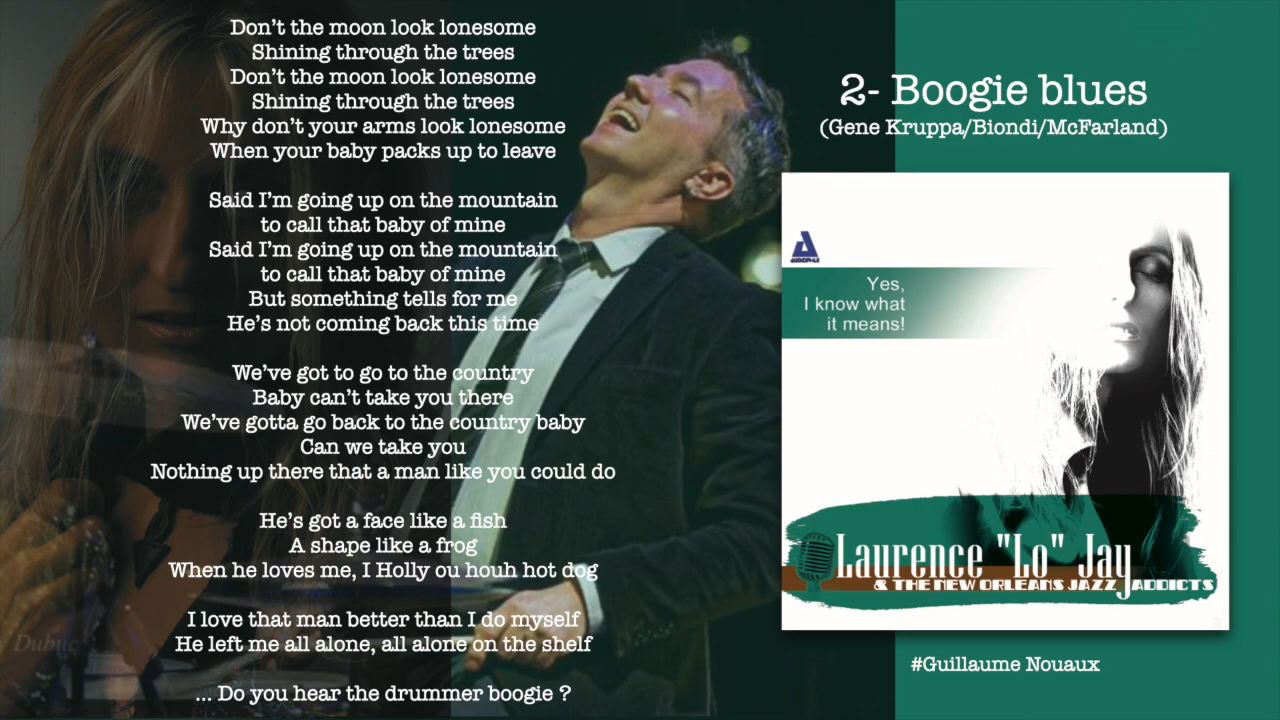 Don't the moon look lonesome
Shining through the trees
Don't the moon look lonesome
Shining through the trees
Why don't your arms look lonesome
When your baby packs up to leave
Said I'm going up on the mountain
to call that baby of mine
Said I'm going up on the mountain
to call that baby of mine
But something tells for me
He's not coming back this time
We've got to go to the country
Baby can't take you there
We've gotta go back to the country baby
Can we take you
Nothing up there that a man like you could do
He's got a face like a fish
A shape like a frog
When he loves me, I Holly ou houh hot dog
I love that man better than I do myself
He left me all alone, all alone on the shelf
... Do you hear the drummer boogie ?
Dubuc
2- Boogie blues
(Gene Kruppa/Biondi/McFarland)
AUDIOPHILE
Yes,
I know what
it means!
Laurence "Lo" Jay
& THE NEW ORLEANS JAZZ ADDICTS
#Guillaume Nouaux